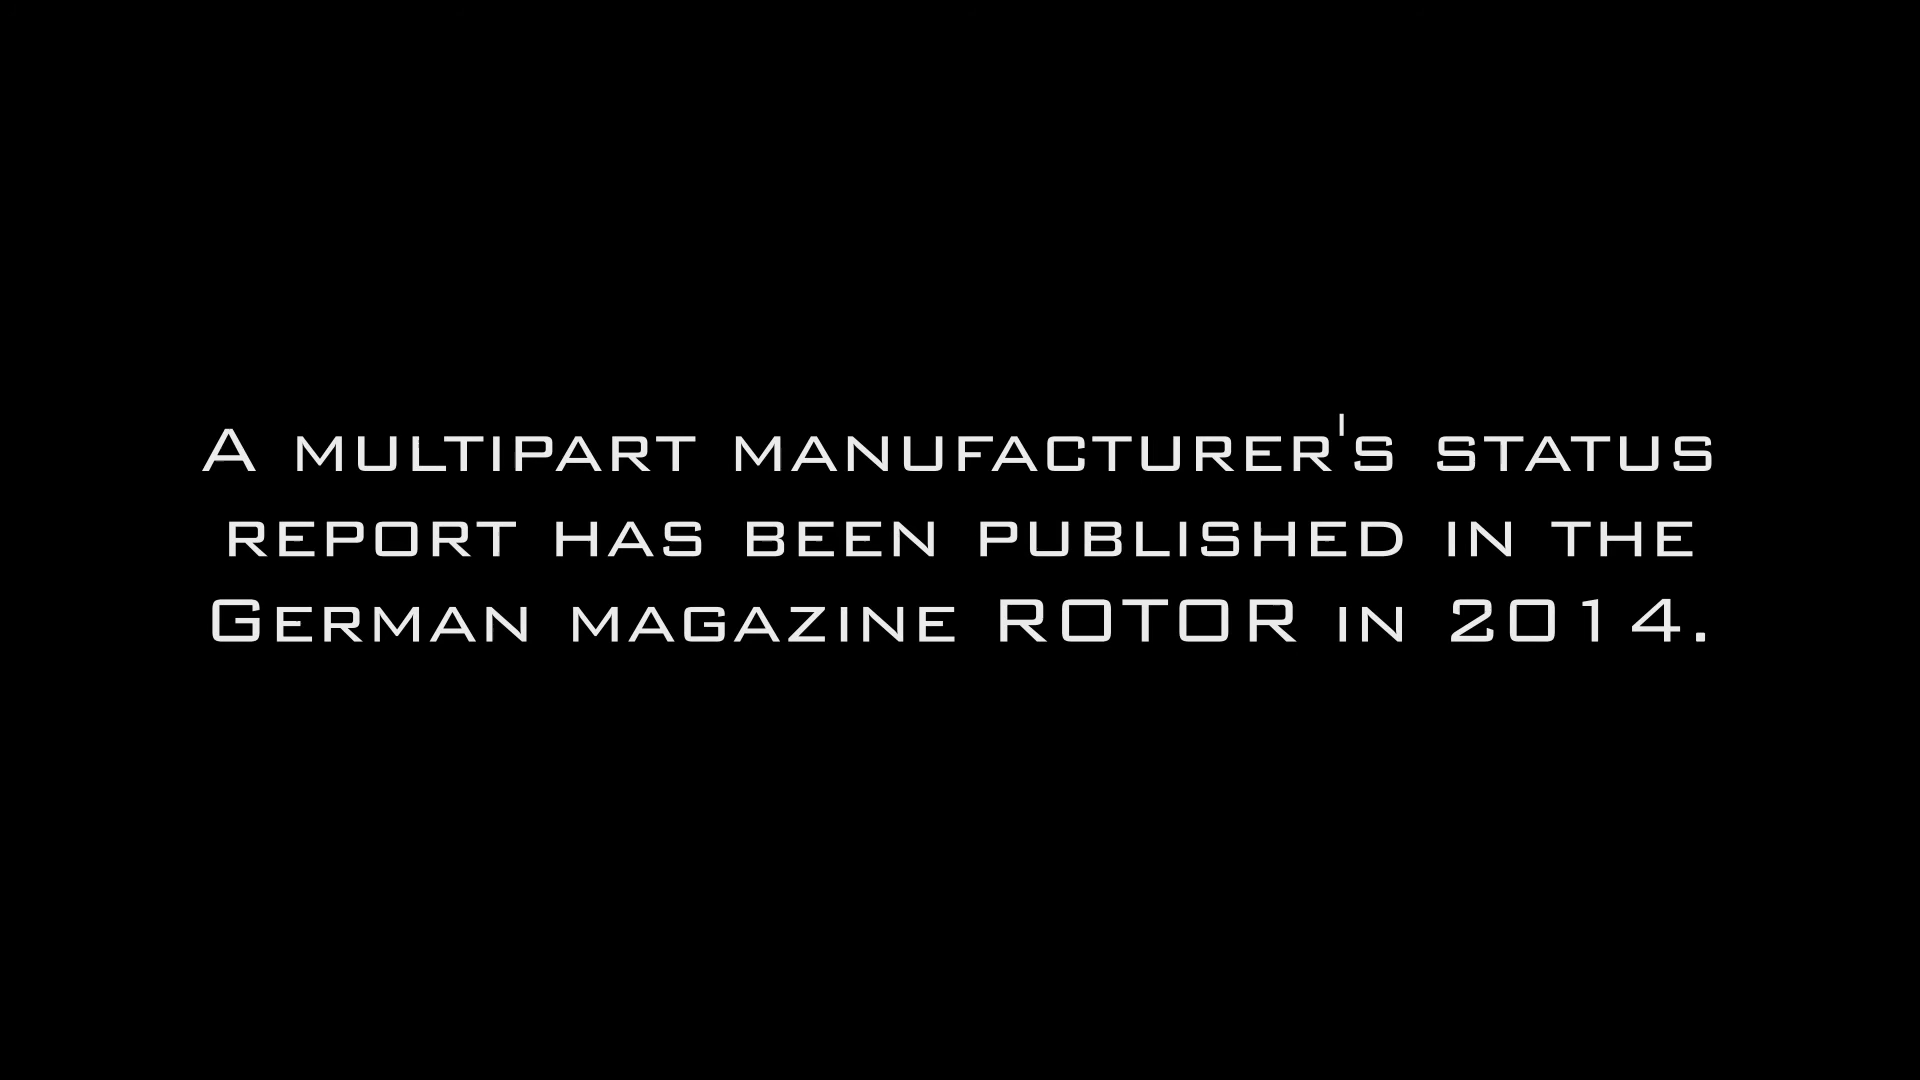 A multipart manufacturer's status
report has been published in the
German magazine ROTOR in 2014.